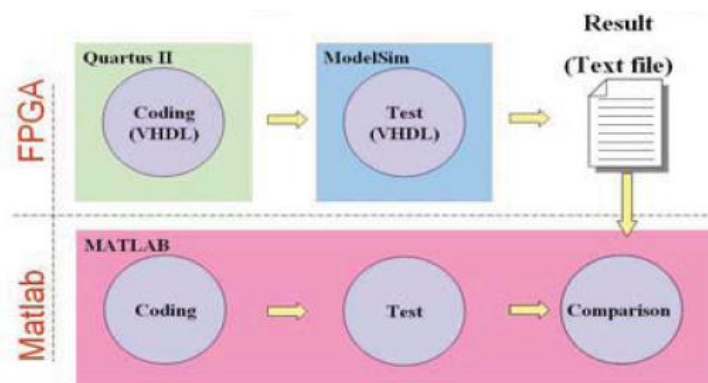 Result
(Text file)
Quartus II
ModelSim
Coding
(VHDL)
Test
(VHDL)
FPGA
MATLAB
Coding
Test
Comparison
Matlab